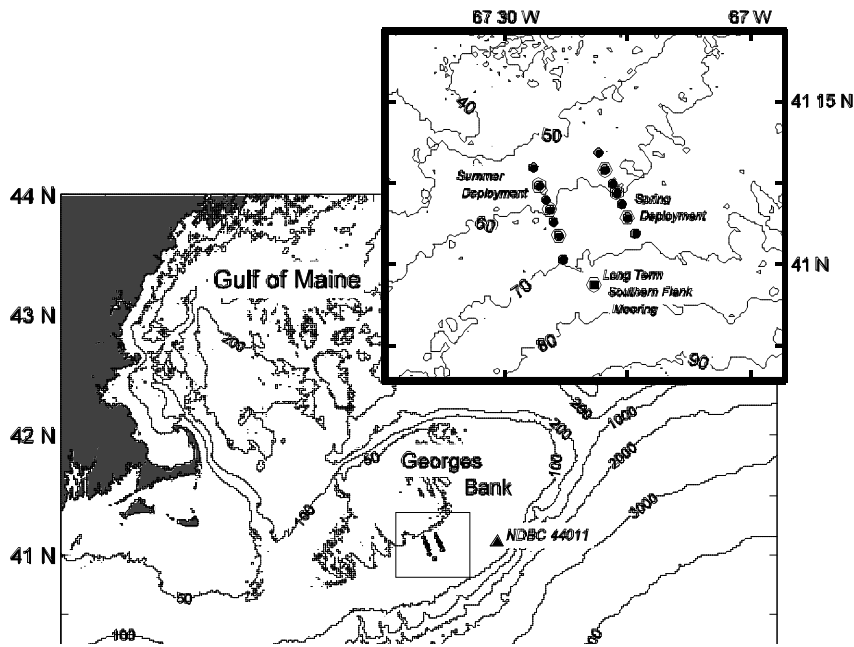 67 30 W
67 W
41 15 N
40
50
Summer
Deployment
Spring
Deployment
60
41 N
Long Term
Southern Flank
Mooring
70
80
90
44 N
Gulf of Maine
43 N
200
200
1000
42 N
200
50
Georges
Bank
100
2000
3000
100
NDBC 44011
41 N
50
100